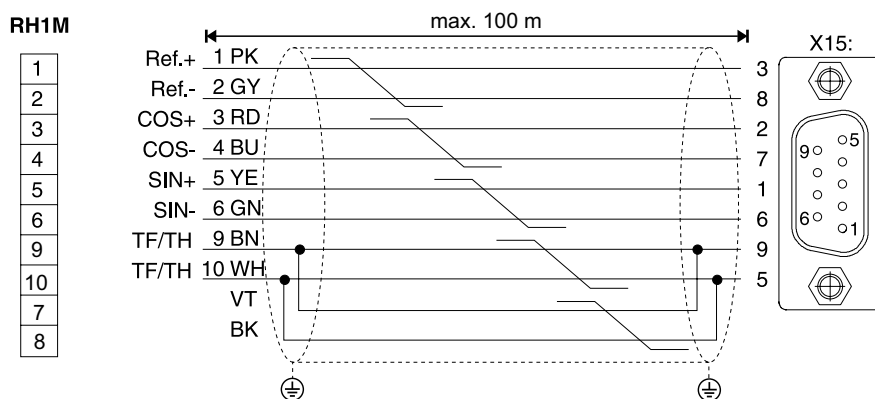 RH1M
max. 100 m
X15:
1
2
3
4
5
6
9
10
7
8
Ref.+ 1 PK 3
Ref.- 2 GY 8
COS+ 3 RD 2
COS- 4 BU 7
SIN+ 5 YE 1
SIN- 6 GN 6
TF/TH 9 BN 9
TF/TH 10 WH 5
VT
BK
5
9
6
1